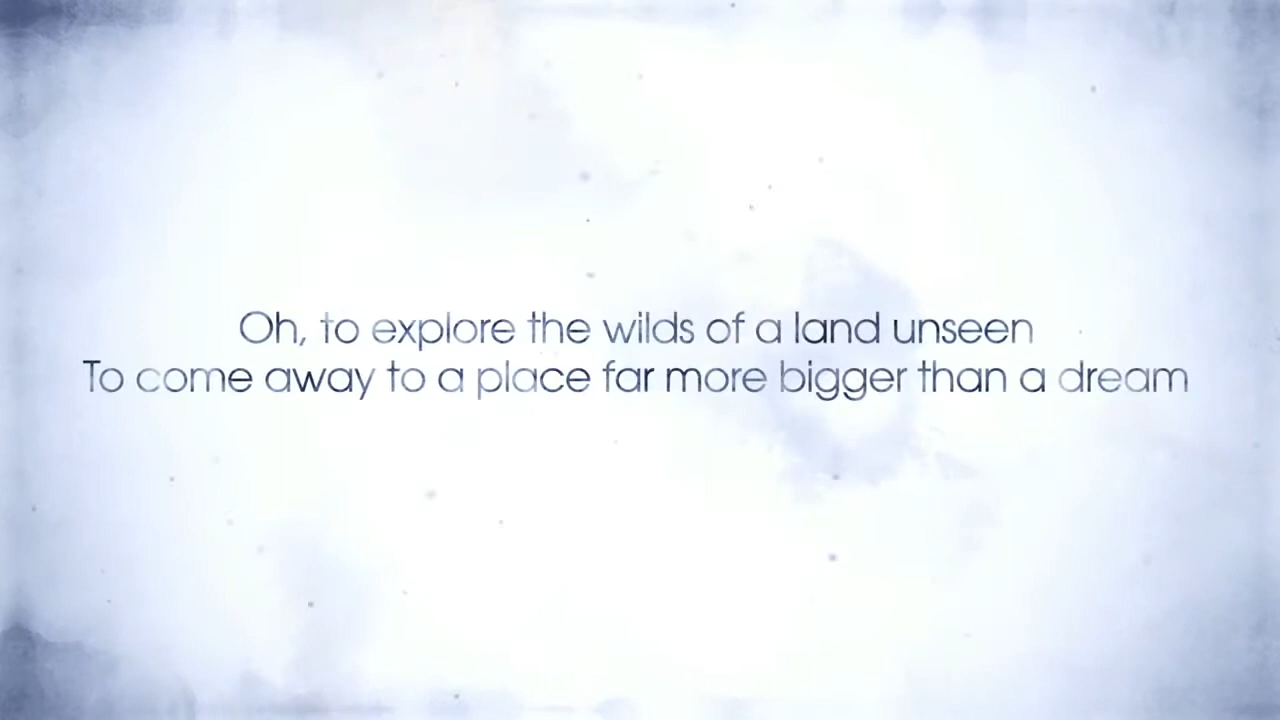 Oh, to explore the wilds of a land unseen
To come away to a place far more bigger than a dream